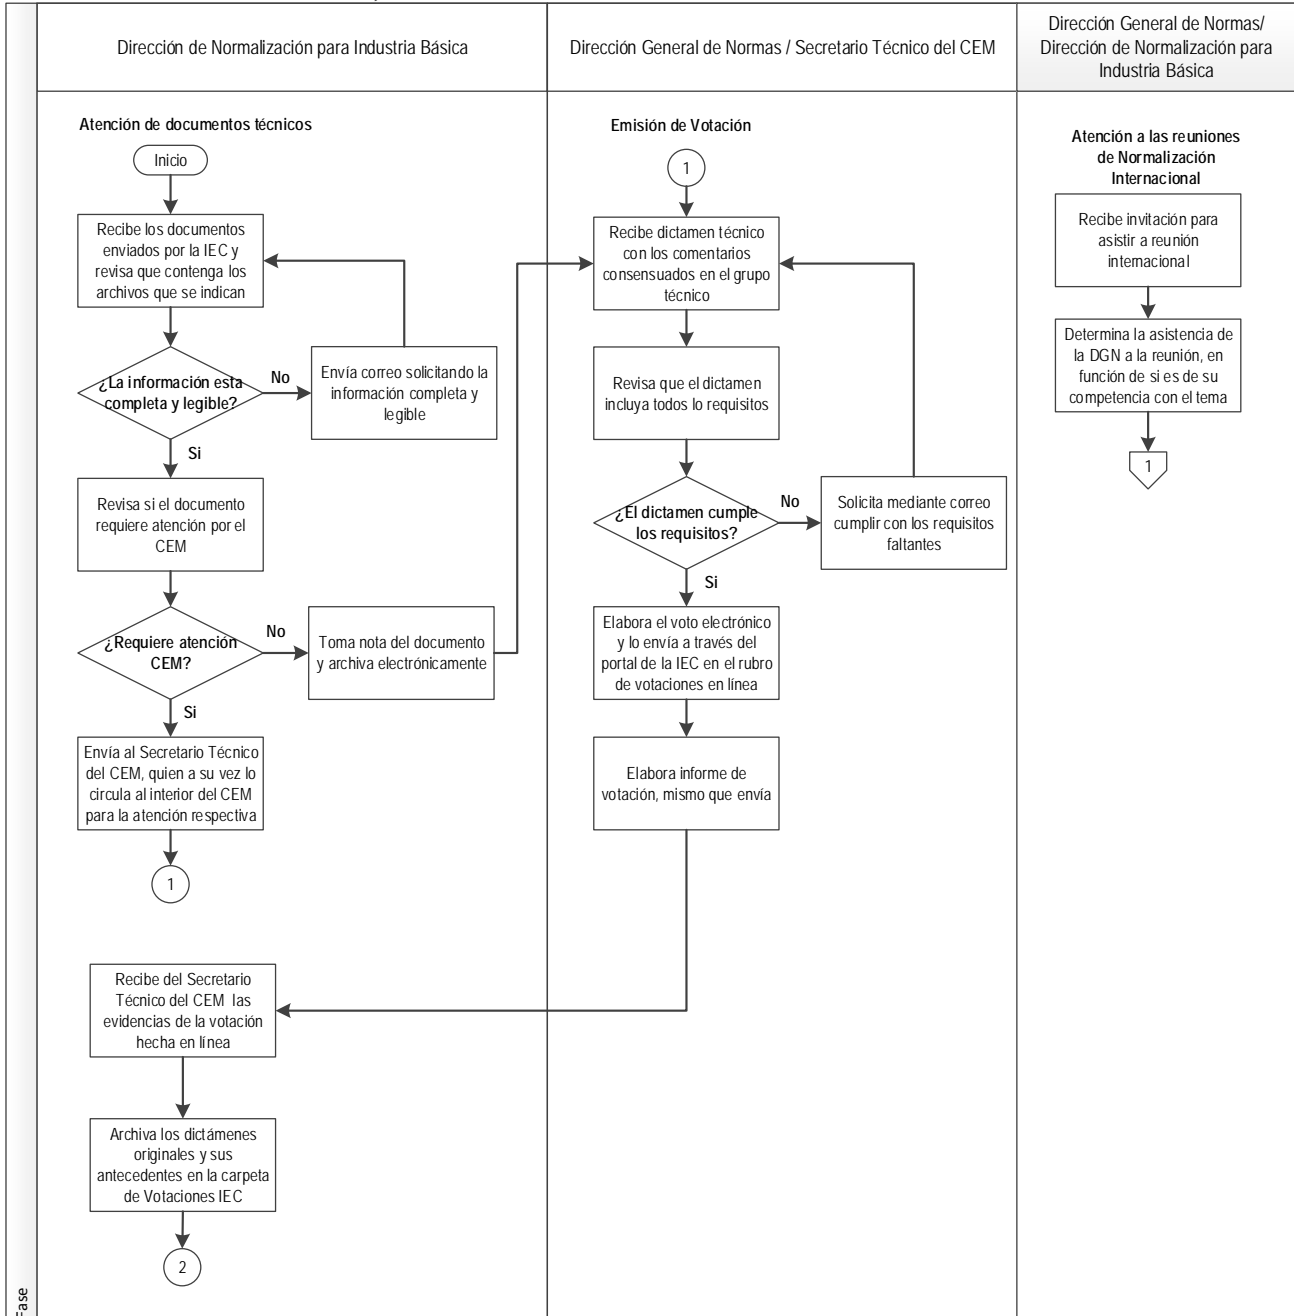 Dirección de Normalización para Industria Básica
Dirección General de Normas / Secretario Técnico del CEM
Dirección General de Normas/
Dirección de Normalización para
Industria Básica
Atención de documentos técnicos
Inicio
Recibe los documentos
enviados por la IEC y
revisa que contenga los
archivos que se indican
¿La información esta
completa y legible?
No
Envía correo solicitando la
información completa y
legible
Si
Revisa si el documento
requiere atención por el
CEM
¿Requiere atención
CEM?
No
Toma nota del documento
y archiva electrónicamente
Si
Envía al Secretario Técnico
del CEM, quien a su vez lo
circula al interior del CEM
para la atención respectiva
1
Recibe del Secretario
Técnico del CEM las
evidencias de la votación
hecha en línea
Archiva los dictámenes
originales y sus
antecedentes en la carpeta
de Votaciones IEC
2
Emisión de Votación
1
Recibe dictamen técnico
con los comentarios
consensuados en el grupo
técnico
Revisa que el dictamen
incluya todos lo requisitos
¿El dictamen cumple
los requisitos?
No
Solicita mediante correo
cumplir con los requisitos
faltantes
Si
Elabora el voto electrónico
y lo envía a través del
portal de la IEC en el rubro
de votaciones en línea
Elabora informe de
votación, mismo que envía
Atención a las reuniones
de Normalización
Internacional
Recibe invitación para
asistir a reunión
internacional
Determina la asistencia de
la DGN a la reunión, en
función de si es de su
competencia con el tema
1
Fase